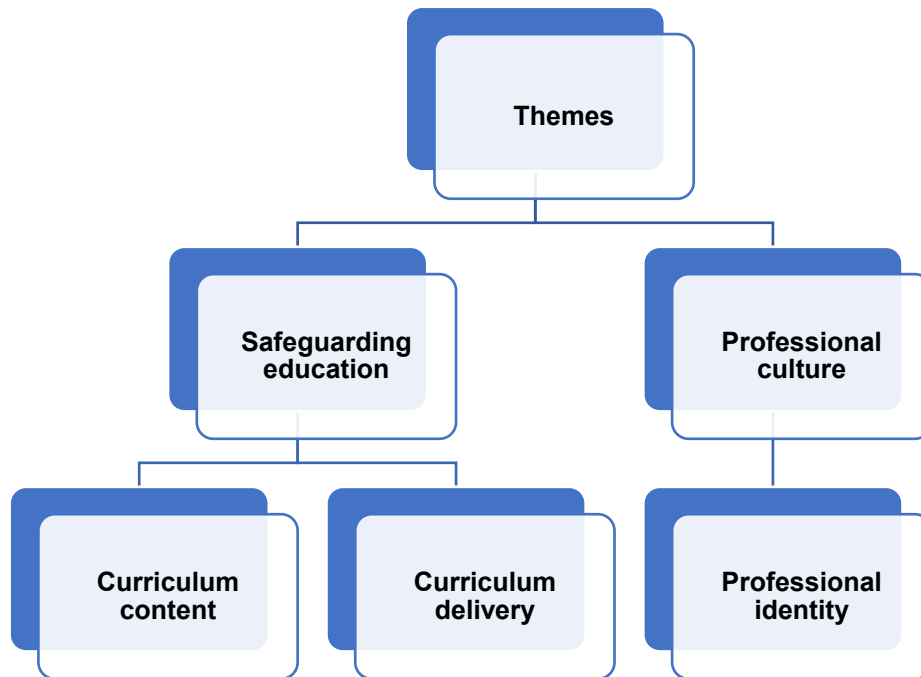 Themes
Safeguarding
education
Professional
culture
Curriculum
content
Curriculum
delivery
Professional
identity